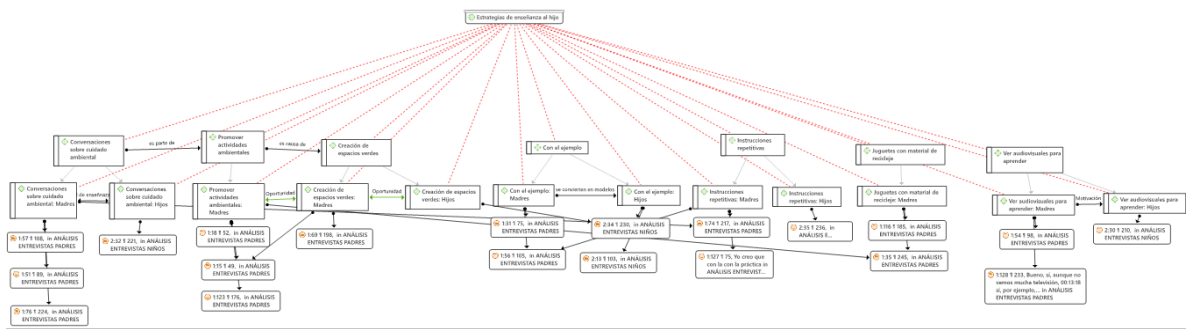 Estrategias de enseñanza al hijo
Conversaciones
sobre cuidado
ambiental
es parte de
Promover
actividades
ambientales
es causa de
Creación de
espacios verdes
Con el ejemplo
Instrucciones
repetitivas
Juguetes con material de
reciclaje
Ver audiovisuales para
aprender
Conversaciones
sobre cuidado
ambiental: Madres
Conversaciones
sobre cuidado
ambiental: Hijos
Promover
actividades
ambientales:
Madres
Oportunidad
Creación de
espacios verdes:
Madres
Oportunidad
Creación de espacios
verdes: Hijos
Con el ejemplo:
Madres
se convierten en modelos
Con el ejemplo:
Hijos
Instrucciones
repetitivas: Madres
Instrucciones
repetitivas: Hijos
Juguetes con material de
reciclaje: Madres
Ver audiovisuales para
aprender: Madres
Motivación
Ver audiovisuales para
aprender: Hijos
1:57 ¶ 168, in ANÁLISIS
ENTREVISTAS PADRES
2:32 ¶ 221, in ANÁLISIS
ENTREVISTAS NIÑOS
1:18 ¶ 52, in ANÁLISIS
ENTREVISTAS PADRES
1:69 ¶ 198, in ANÁLISIS
ENTREVISTAS PADRES
1:31 ¶ 75, in ANÁLISIS
ENTREVISTAS PADRES
2:34 ¶ 230, in ANÁLISIS
ENTREVISTAS NIÑOS
1:74 ¶ 217, in ANÁLISIS
ENTREVISTAS PADRES
2:35 ¶ 236, in
ANÁLISIS E...
1:116 ¶ 185, in ANÁLISIS
ENTREVISTAS PADRES
1:54 ¶ 98, in ANÁLISIS
ENTREVISTAS PADRES
2:30 ¶ 210, in ANÁLISIS
ENTREVISTAS NIÑOS
1:51 ¶ 89, in ANÁLISIS
ENTREVISTAS PADRES
1:15 ¶ 49, in ANÁLISIS
ENTREVISTAS PADRES
1:56 ¶ 105, in ANÁLISIS
ENTREVISTAS PADRES
2:13 ¶ 103, in ANÁLISIS
ENTREVISTAS NIÑOS
1:127 ¶ 75, Yo creo que
con la con la práctica en
ANÁLISIS ENTREVIST...
1:35 ¶ 245, in ANÁLISIS
ENTREVISTAS PADRES
1:128 ¶ 233, Bueno, sí, aunque no
vemos mucha televisión, 00:13:18
sí, por ejemplo,... in ANÁLISIS
ENTREVISTAS PADRES
1:76 ¶ 224, in ANÁLISIS
ENTREVISTAS PADRES
1:123 ¶ 176, in ANÁLISIS
ENTREVISTAS PADRES